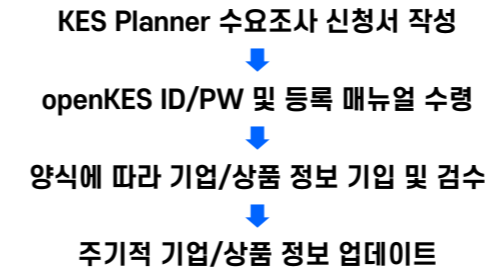 KES Planner 수요조사 신청서 작성
openKES ID/PW 및 등록 매뉴얼 수령
양식에 따라 기업/상품 정보 기입 및 검수
주기적 기업/상품 정보 업데이트